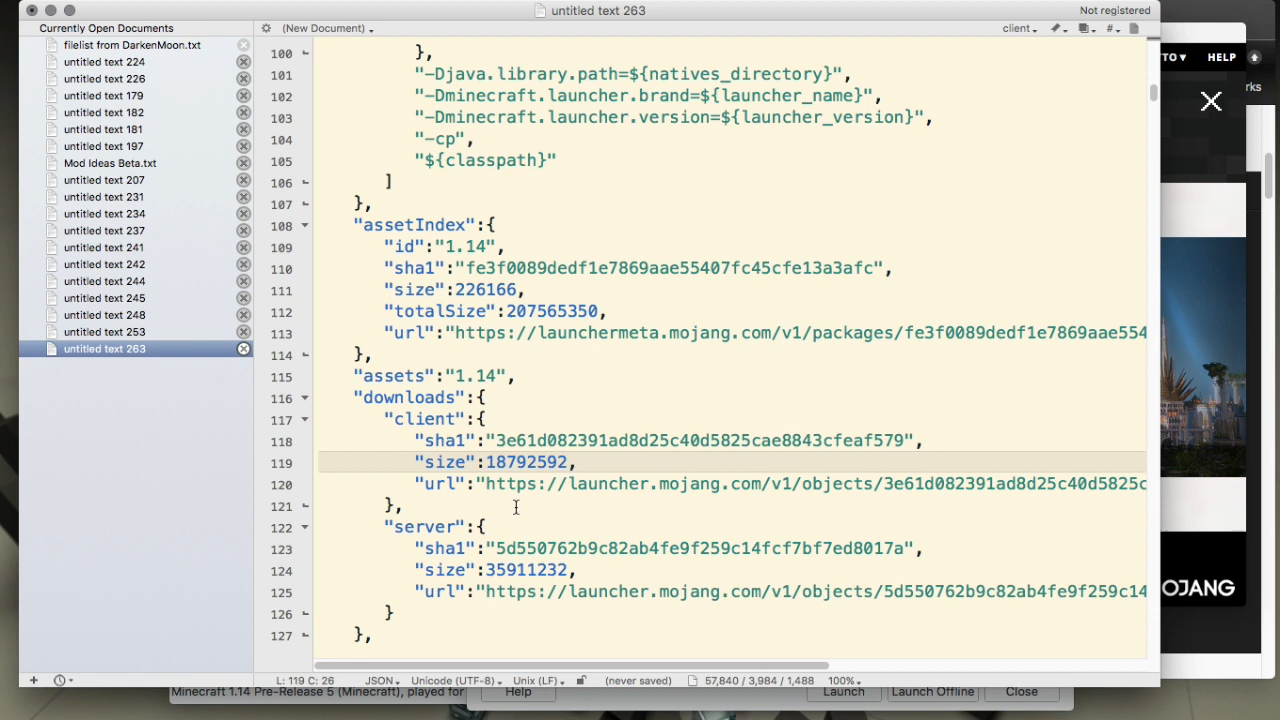 untitled text 263
Not registered
Currently Open Documents
(New Document)
client
#
filelist from DarkenMoon.txt
untitled text 224
untitled text 226
untitled text 179
untitled text 182
untitled text 181
untitled text 197
Mod Ideas Beta.txt
untitled text 207
untitled text 231
untitled text 234
untitled text 237
untitled text 241
untitled text 242
untitled text 244
untitled text 245
untitled text 248
untitled text 253
untitled text 263
100 },
101 "-Djava.library.path=${natives_directory}",
102 "-Dminecraft.launcher.brand=${launcher_name}",
103 "-Dminecraft.launcher.version=${launcher_version}",
104 "-cp",
105 "${classpath}"
106 ]
107 },
108 "assetIndex":{
109 "id":"1.14",
110 "sha1":"fe3f0089dedf1e7869aae55407fc45cfe13a3afc",
111 "size":226166,
112 "totalSize":207565350,
113 "url":"https://launchermeta.mojang.com/v1/packages/fe3f0089dedf1e7869aae554
114 },
115 "assets":"1.14",
116 "downloads":{
117 "client":{
118 "sha1":"3e61d082391ad8d25c40d5825cae8843cfeaf579",
119 "size":18792592,
120 "url":"https://launcher.mojang.com/v1/objects/3e61d082391ad8d25c40d5825c
121 },
122 "server":{
123 "sha1":"5d550762b9c82ab4fe9f259c14fcf7bf7ed8017a",
124 "size":35911232,
125 "url":"https://launcher.mojang.com/v1/objects/5d550762b9c82ab4fe9f259c14
126 }
127 },
L: 119 C: 26
JSON
Unicode (UTF-8)
Unix (LF)
(never saved)
57,840 / 3,984 / 1,488
100%
TO
HELP
rks
OJANG
Minecraft 1.14 Pre-Release 5 (Minecraft), played for
Help
Launch
Launch Offline
Close